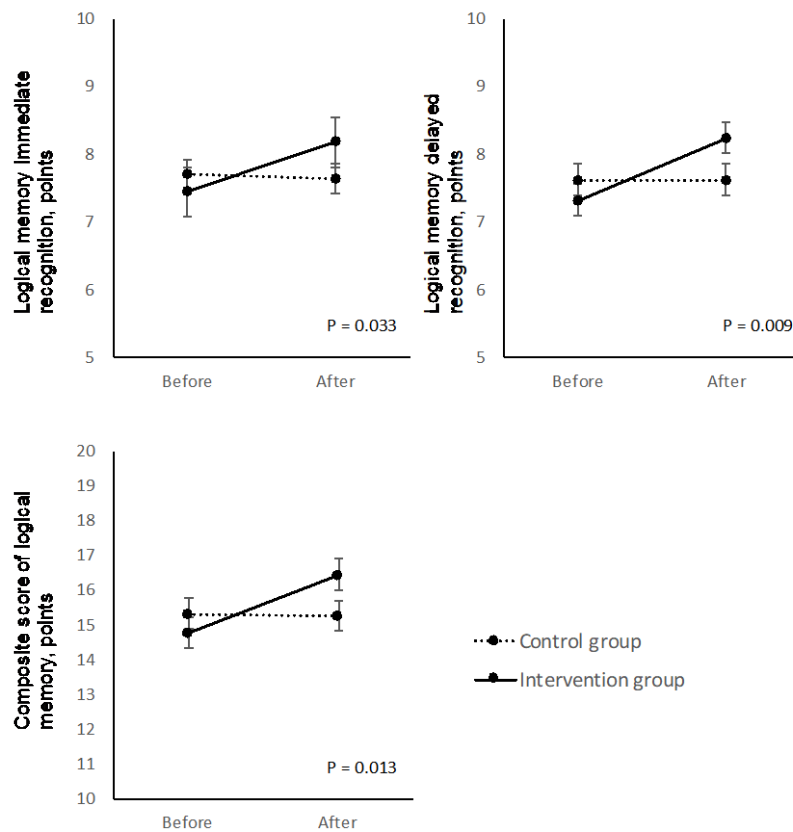 Logical memory immediate
recognition, points
10
9
8
7
6
5
P = 0.033
Before
After
Logical memory delayed
recognition, points
10
9
8
7
6
5
P = 0.009
Before
After
Composite score of logical
memory, points
20
19
18
17
16
15
14
13
12
11
10
P = 0.013
Before
After
Control group
Intervention group